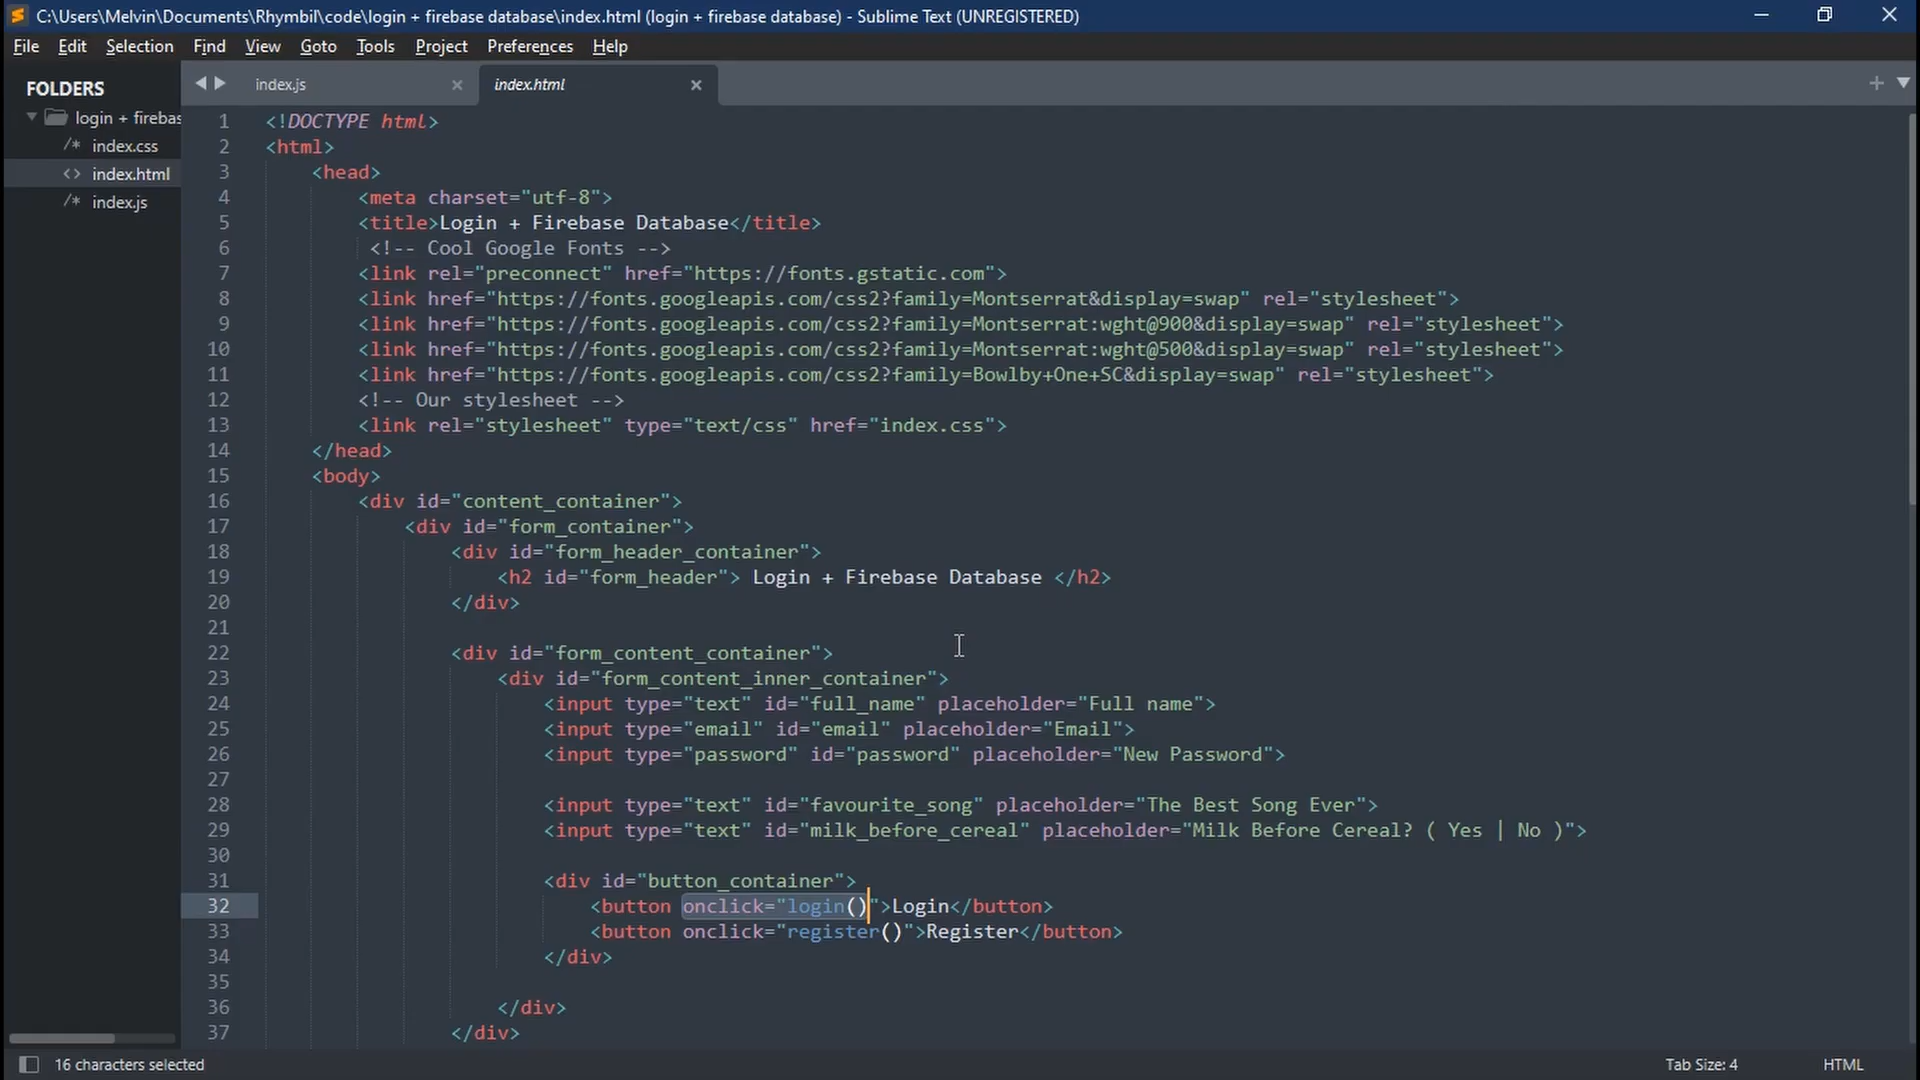 C:\Users\Melvin\Documents\Rhymbil\code\login + firebase database\index.html (login + firebase database) - Sublime Text (UNREGISTERED)
File Edit Selection Find View Goto Tools Project Preferences Help
FOLDERS
login + firebas
index.css
index.html
index.js
index.js
index.html
1 <!DOCTYPE html>
2 <html>
3 <head>
4 <meta charset="utf-8">
5 <title>Login + Firebase Database</title>
6 <!-- Cool Google Fonts -->
7 <link rel="preconnect" href="https://fonts.gstatic.com">
8 <link href="https://fonts.googleapis.com/css2?family=Montserrat&display=swap" rel="stylesheet">
9 <link href="https://fonts.googleapis.com/css2?family=Montserrat:wght@900&display=swap" rel="stylesheet">
10 <link href="https://fonts.googleapis.com/css2?family=Montserrat:wght@500&display=swap" rel="stylesheet">
11 <link href="https://fonts.googleapis.com/css2?family=Bowlby+One+SC&display=swap" rel="stylesheet">
12 <!-- Our stylesheet -->
13 <link rel="stylesheet" type="text/css" href="index.css">
14 </head>
15 <body>
16 <div id="content_container">
17 <div id="form_container">
18 <div id="form_header_container">
19 <h2 id="form_header"> Login + Firebase Database </h2>
20 </div>
21
22 <div id="form_content_container">
23 <div id="form_content_inner_container">
24 <input type="text" id="full_name" placeholder="Full name">
25 <input type="email" id="email" placeholder="Email">
26 <input type="password" id="password" placeholder="New Password">
27
28 <input type="text" id="favourite_song" placeholder="The Best Song Ever">
29 <input type="text" id="milk_before_cereal" placeholder="Milk Before Cereal? ( Yes | No )">
30
31 <div id="button_container">
32 <button onclick="login()">Login</button>
33 <button onclick="register()">Register</button>
34 </div>
35
36 </div>
37 </div>
16 characters selected
Tab Size: 4
HTML